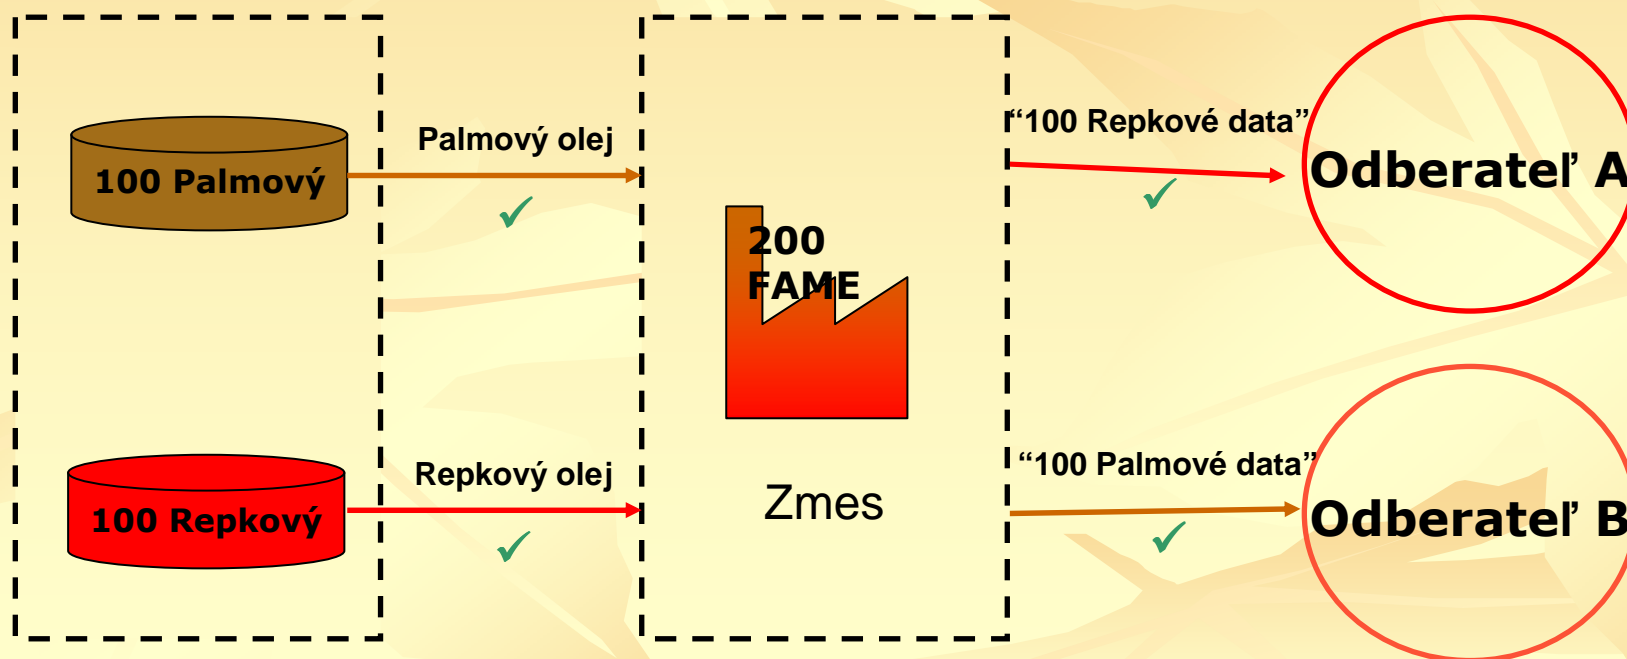 Palmový olej
100 Palmový
Repkový olej
100 Repkový
200
FAME
Zmes
“100 Repkové data”
Odberateľ A
“100 Palmové data”
Odberateľ B